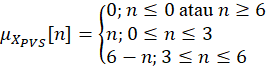 0; n ≤ 0 atau n ≥ 6
μ_{X_{PVS}}[n] = { n; 0 ≤ n ≤ 3
6 − n; 3 ≤ n ≤ 6